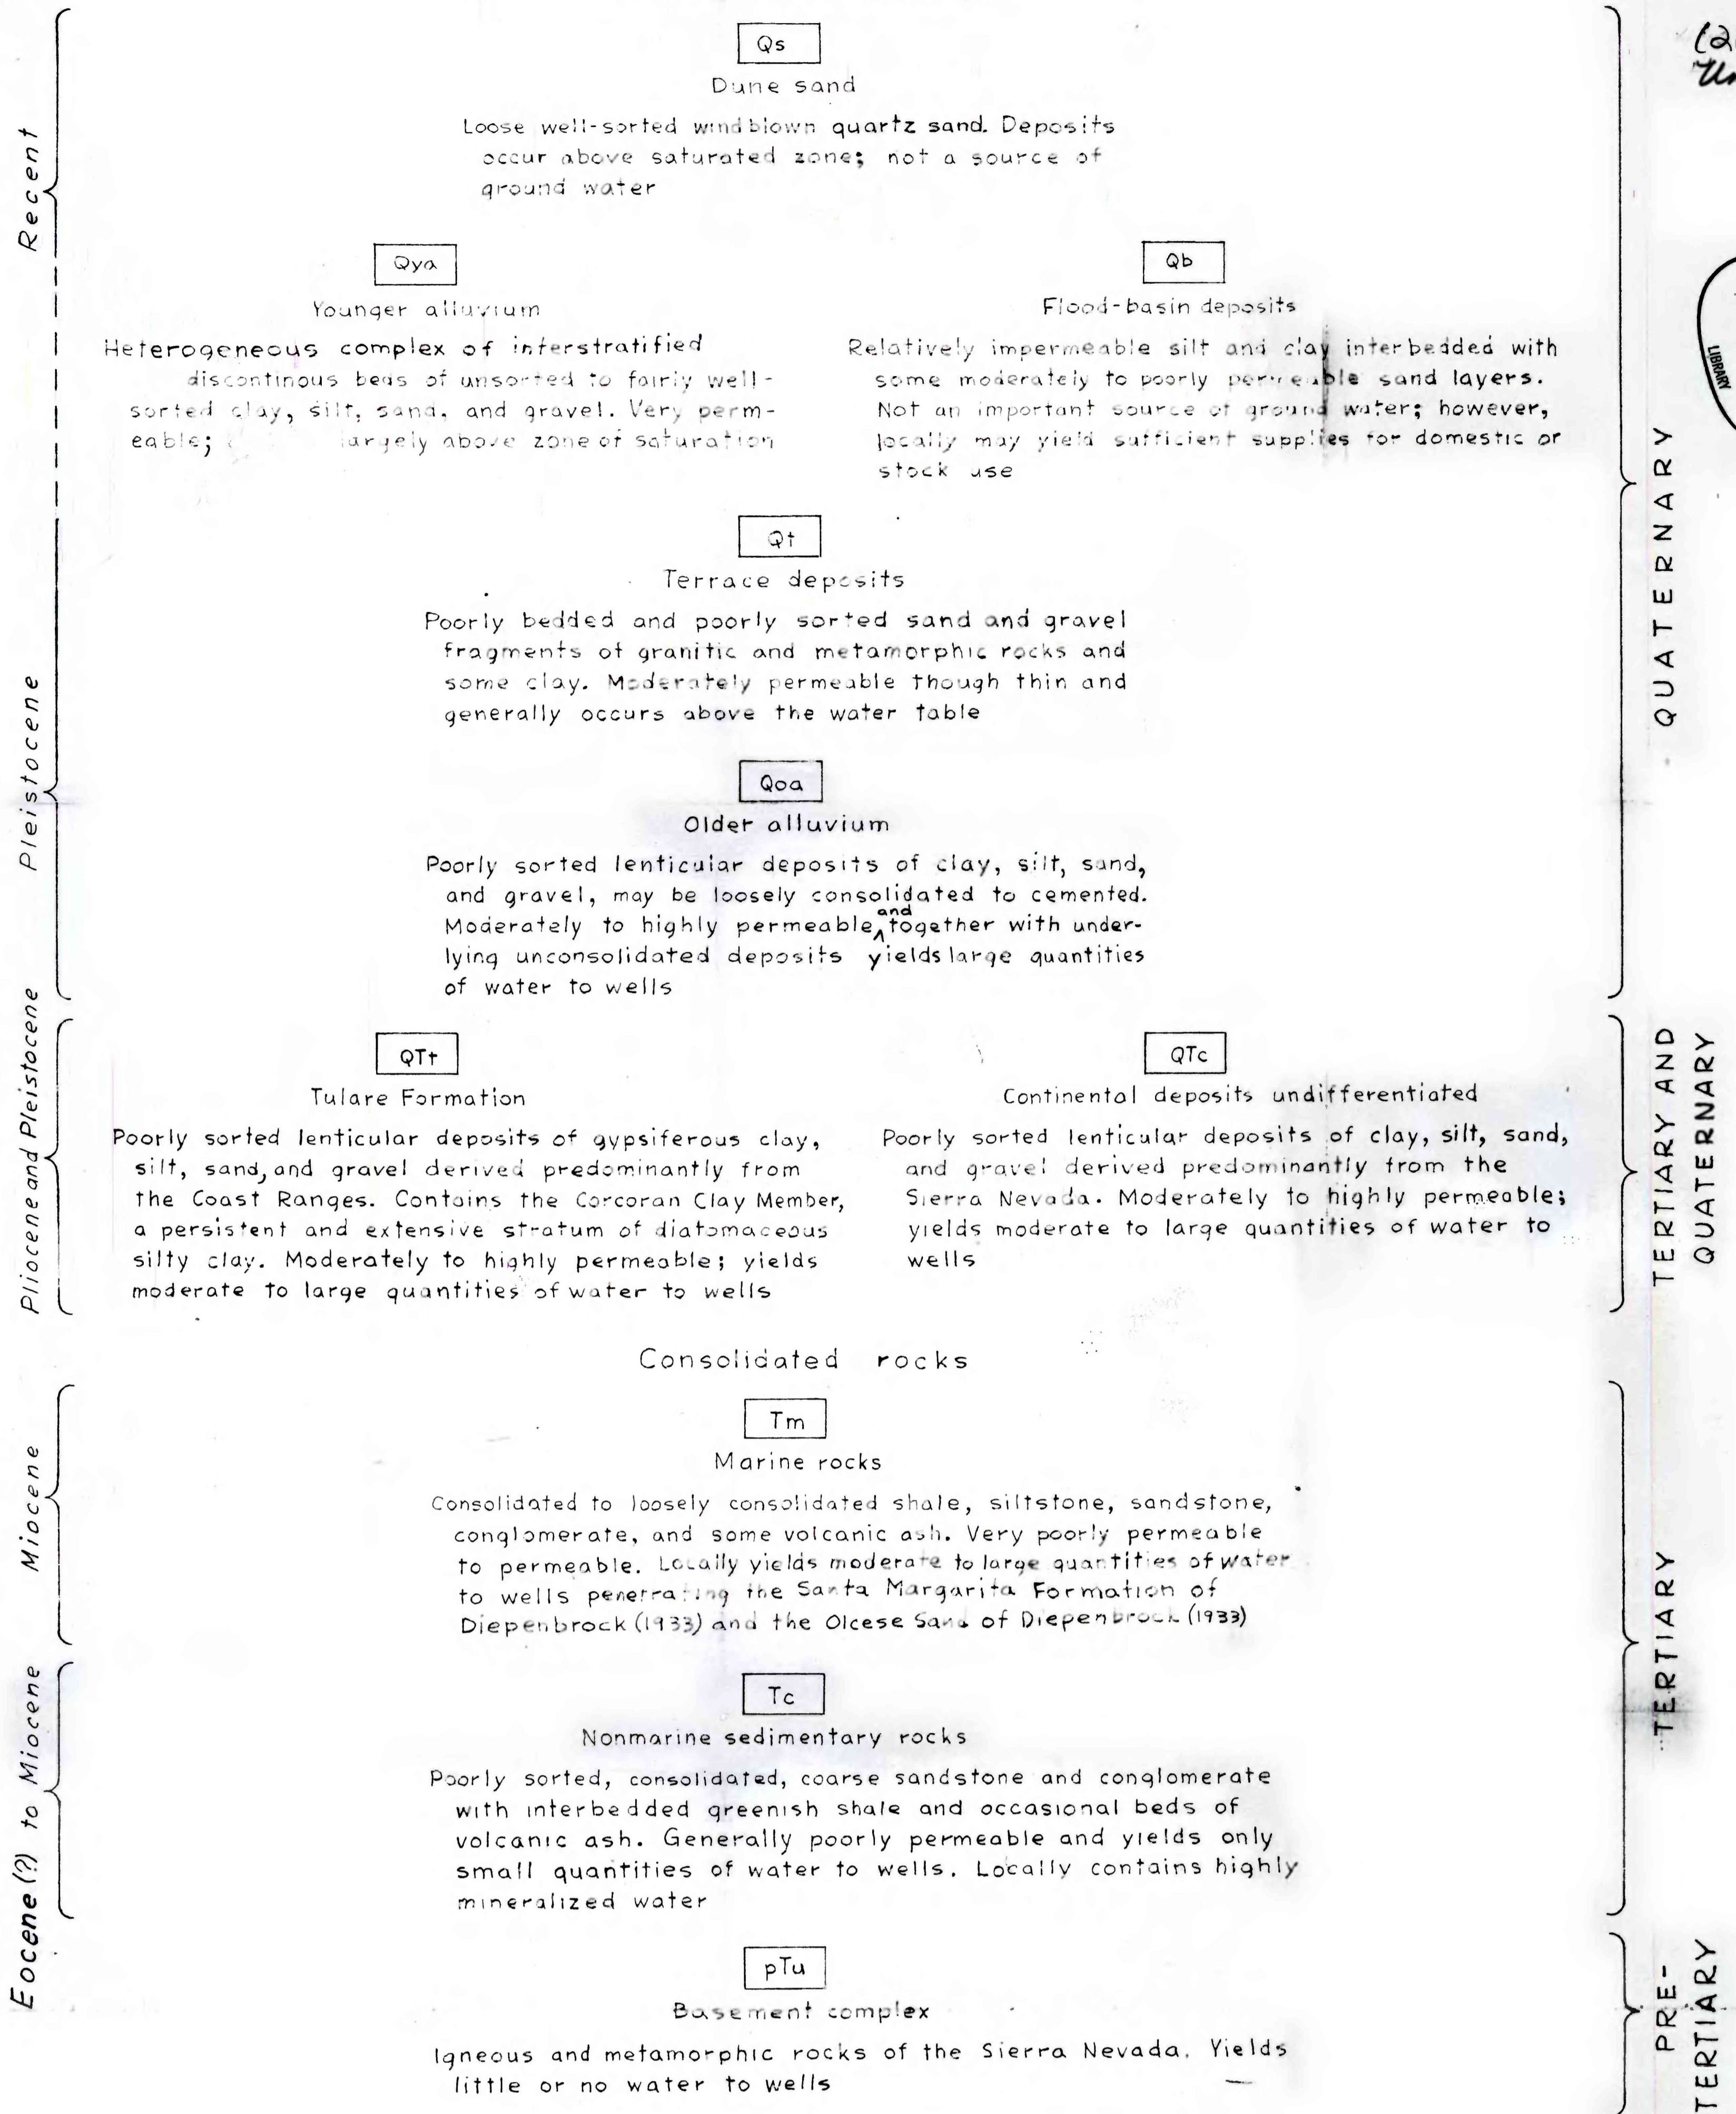 Qs
Dune sand
Loose well-sorted windblown quartz sand. Deposits
occur above saturated zone; not a source of
ground water
Recent
Qya
Younger alluvium
Heterogeneous complex of interstratified
discontinous beds of unsorted to fairly well-
sorted clay, silt, sand, and gravel. Very perm-
eable; largely above zone of saturation
Qb
Flood-basin deposits
Relatively impermeable silt and clay interbedded with
some moderately to poorly permeable sand layers.
Not an important source of ground water; however,
locally may yield sufficient supplies for domestic or
stock use
Qt
Terrace deposits
Poorly bedded and poorly sorted sand and gravel
fragments of granitic and metamorphic rocks and
some clay. Moderately permeable though thin and
generally occurs above the water table
Qoa
Older alluvium
Poorly sorted lenticular deposits of clay, silt, sand,
and gravel, may be loosely consolidated to cemented.
Moderately to highly permeable, and together with under-
lying unconsolidated deposits yields large quantities
of water to wells
Pleistocene
QUATERNARY
QTt
Tulare Formation
Poorly sorted lenticular deposits of gypsiferous clay,
silt, sand, and gravel derived predominantly from
the Coast Ranges. Contains the Corcoran Clay Member,
a persistent and extensive stratum of diatomaceous
silty clay. Moderately to highly permeable; yields
moderate to large quantities of water to wells
QTc
Continental deposits undifferentiated
Poorly sorted lenticular deposits of clay, silt, sand,
and gravel derived predominantly from the
Sierra Nevada. Moderately to highly permeable;
yields moderate to large quantities of water to
wells
Pliocene and Pleistocene
TERTIARY AND
QUATERNARY
Consolidated rocks
Tm
Marine rocks
Consolidated to loosely consolidated shale, siltstone, sandstone,
conglomerate, and some volcanic ash. Very poorly permeable
to permeable. Locally yields moderate to large quantities of water
to wells penetrating the Santa Margarita Formation of
Diepenbrock (1933) and the Olcese Sand of Diepenbrock (1933)
Miocene
Tc
Nonmarine sedimentary rocks
Poorly sorted, consolidated, coarse sandstone and conglomerate
with interbedded greenish shale and occasional beds of
volcanic ash. Generally poorly permeable and yields only
small quantities of water to wells. Locally contains highly
mineralized water
Eocene (?) to Miocene
TERTIARY
pTu
Basement complex
Igneous and metamorphic rocks of the Sierra Nevada. Yields
little or no water to wells
PRE-
TERTIARY
LIBRARY